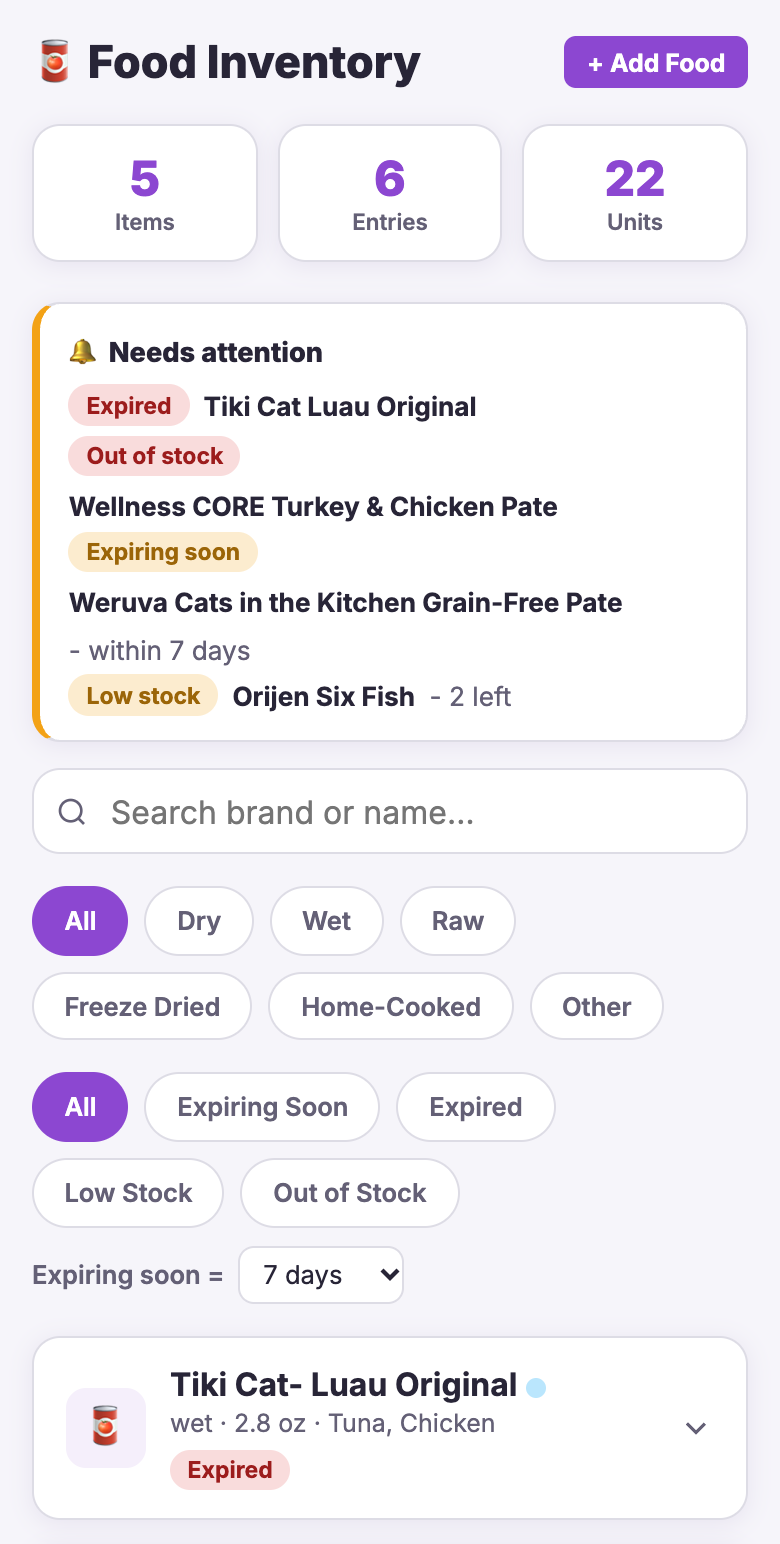 Food Inventory
+ Add Food
5
Items
6
Entries
22
Units
Needs attention
Expired Tiki Cat Luau Original
Out of stock
Wellness CORE Turkey & Chicken Pate
Expiring soon
Weruva Cats in the Kitchen Grain-Free Pate
- within 7 days
Low stock Orijen Six Fish - 2 left
Search brand or name...
All Dry Wet Raw
Freeze Dried Home-Cooked Other
All Expiring Soon Expired
Low Stock Out of Stock
Expiring soon = 7 days
Tiki Cat- Luau Original
wet · 2.8 oz · Tuna, Chicken
Expired